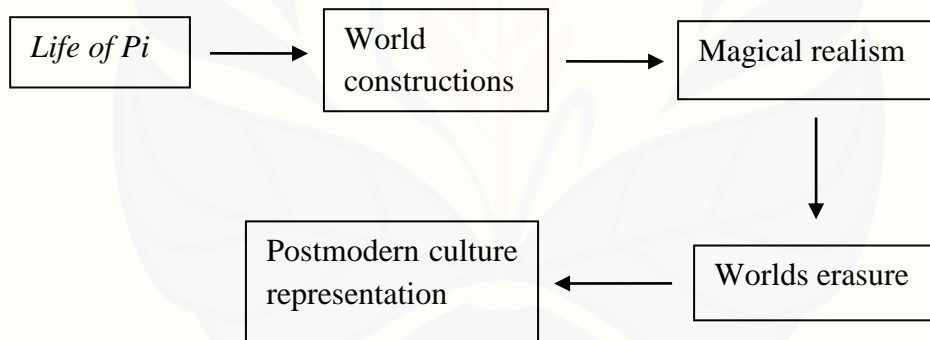 Life of Pi
World
constructions
Magical realism
Worlds erasure
Postmodern culture
representation